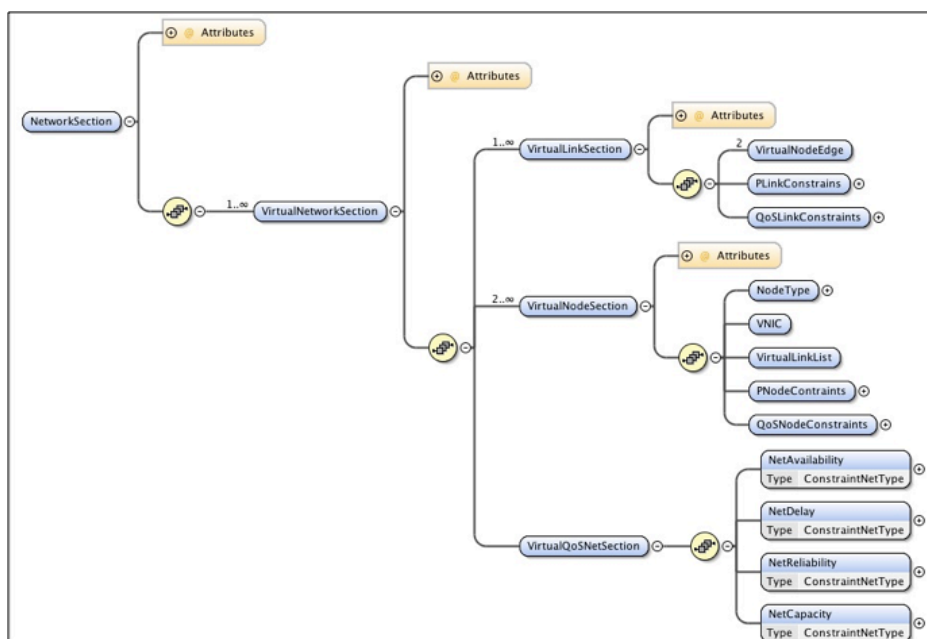 @ Attributes
NetworkSection
1..∞ VirtualNetworkSection
@ Attributes
1..∞ VirtualLinkSection
@ Attributes
2 VirtualNodeEdge
PLinkConstrains
QoSLinkConstraints
2..∞ VirtualNodeSection
@ Attributes
NodeType
VNIC
VirtualLinkList
PNodeContraints
QoSNodeConstraints
VirtualQoSNetSection
NetAvailability
Type ConstraintNetType
NetDelay
Type ConstraintNetType
NetReliability
Type ConstraintNetType
NetCapacity
Type ConstraintNetType